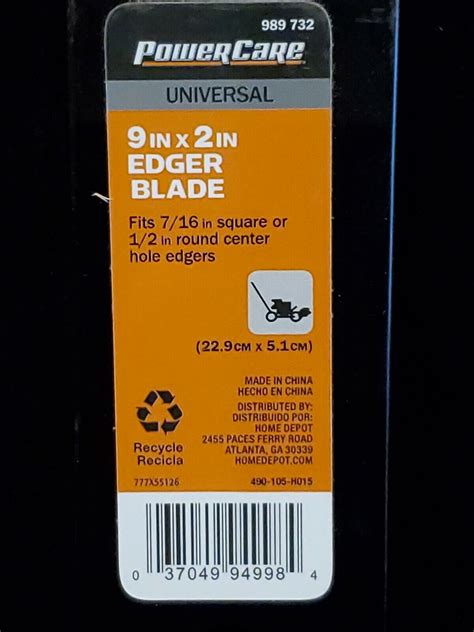 989 732
POWERCARE
UNIVERSAL
9 IN X 2 IN
EDGER
BLADE
Fits 7/16 in square or
1/2 in round center
hole edgers
(22.9CM X 5.1CM)
MADE IN CHINA
HECHO EN CHINA
DISTRIBUTED BY:
DISTRIBUIDO POR:
HOME DEPOT
2455 PACES FERRY ROAD
ATLANTA, GA 30339
HOMEDEPOT.COM
Recycle
Recicla
777X55126
490-105-H015
0 37049 94998 4